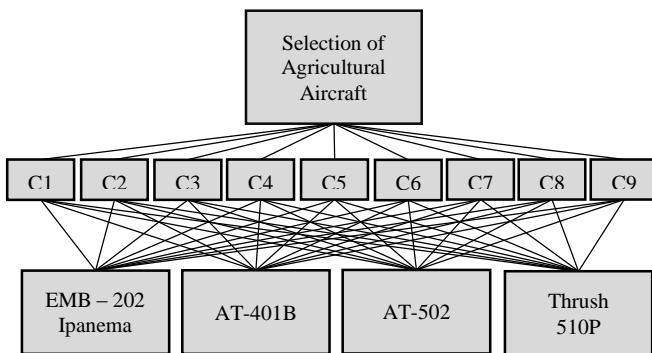 Selection of
Agricultural
Aircraft
C1 C2 C3 C4 C5 C6 C7 C8 C9
EMB – 202
Ipanema
AT-401B
AT-502
Thrush
510P